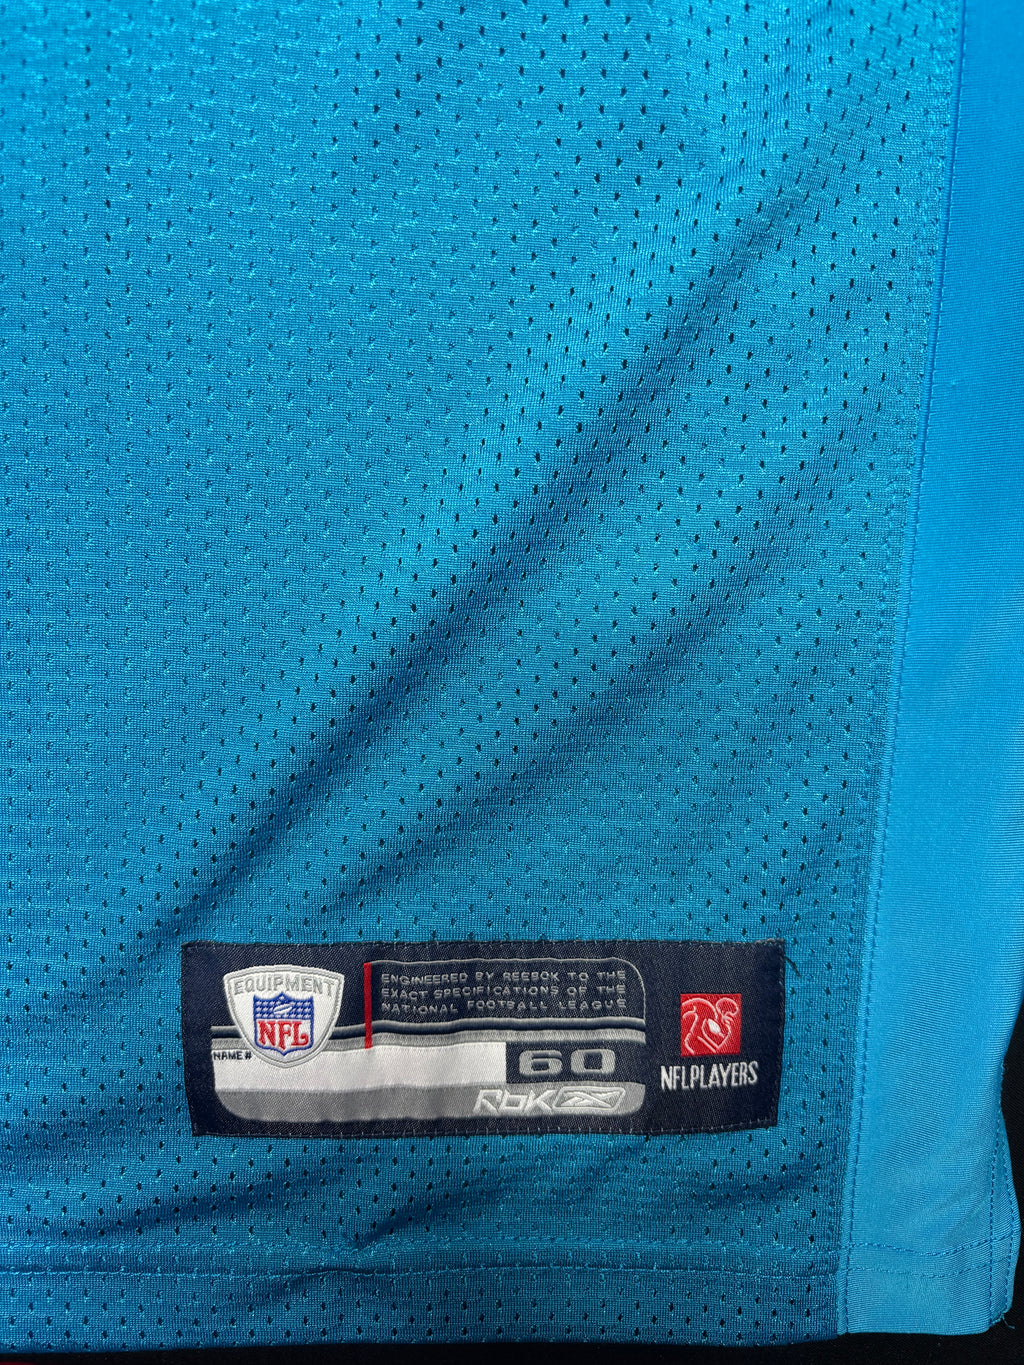 EQUIPMENT
NFL
ENGINEERED BY REEBOK TO THE
EXACT SPECIFICATIONS OF THE
NATIONAL FOOTBALL LEAGUE
NAME #
60
RbK
NFLPLAYERS